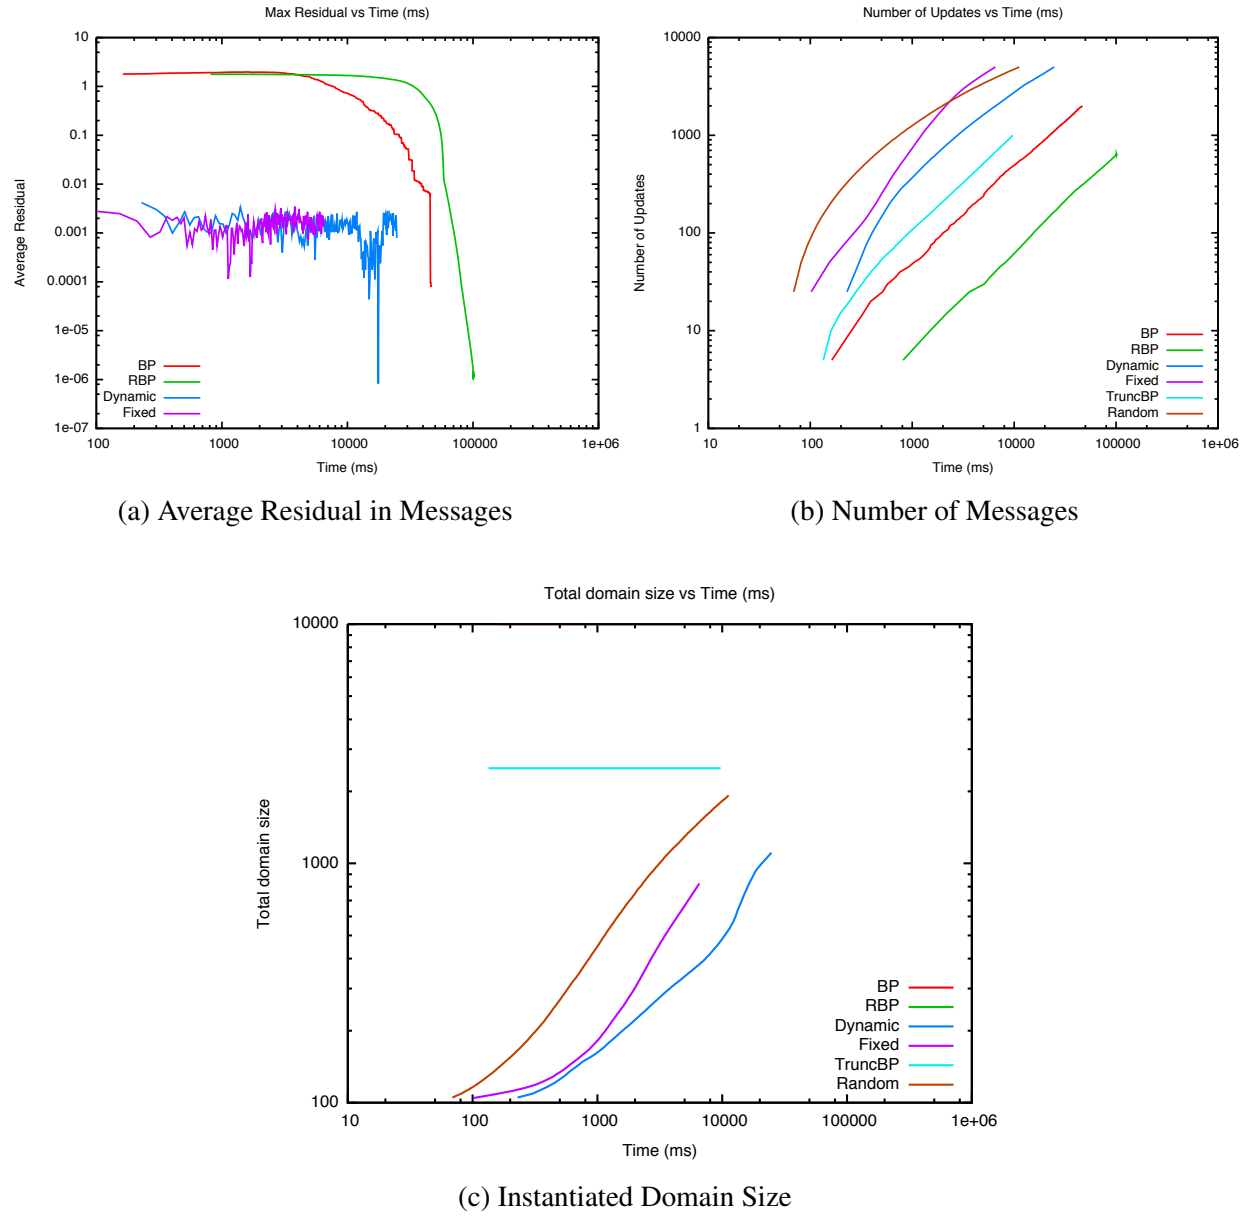 Max Residual vs Time (ms)
10
1
0.1
0.01
0.001
0.0001
1e-05
1e-06
1e-07
Average Residual
BP
RBP
Dynamic
Fixed
100
1000
10000
100000
1e+06
Time (ms)
(a) Average Residual in Messages
Number of Updates vs Time (ms)
10000
1000
100
10
1
Number of Updates
BP
RBP
Dynamic
Fixed
TruncBP
Random
10
100
1000
10000
100000
1e+06
Time (ms)
(b) Number of Messages
Total domain size vs Time (ms)
10000
1000
100
Total domain size
BP
RBP
Dynamic
Fixed
TruncBP
Random
10
100
1000
10000
100000
1e+06
Time (ms)
(c) Instantiated Domain Size